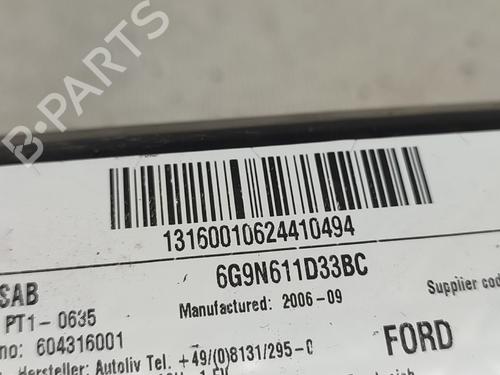 B-PARTS
13160010624410494
SAB
6G9N611D33BC
Manufactured: 2006-09
Supplier cod
PT1-0635
no: 604316001
FORD
Hersteller: Autoliv Tel. +49/(0)8131/295-0